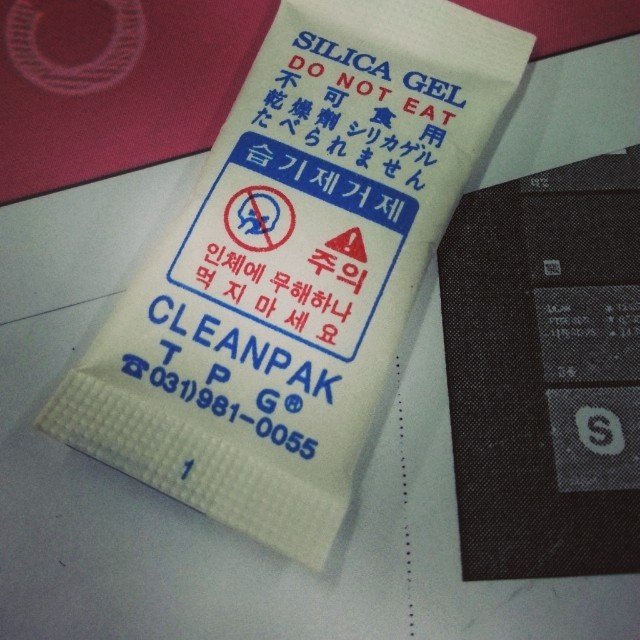 SILICA GEL
DO NOT EAT
不可食用
乾燥劑 シリカゲル
たべられません
습기제거제
주의
인체에 무해하나
먹지마세요
CLEANPAK
TPG®
☎031)981-0055
1
S